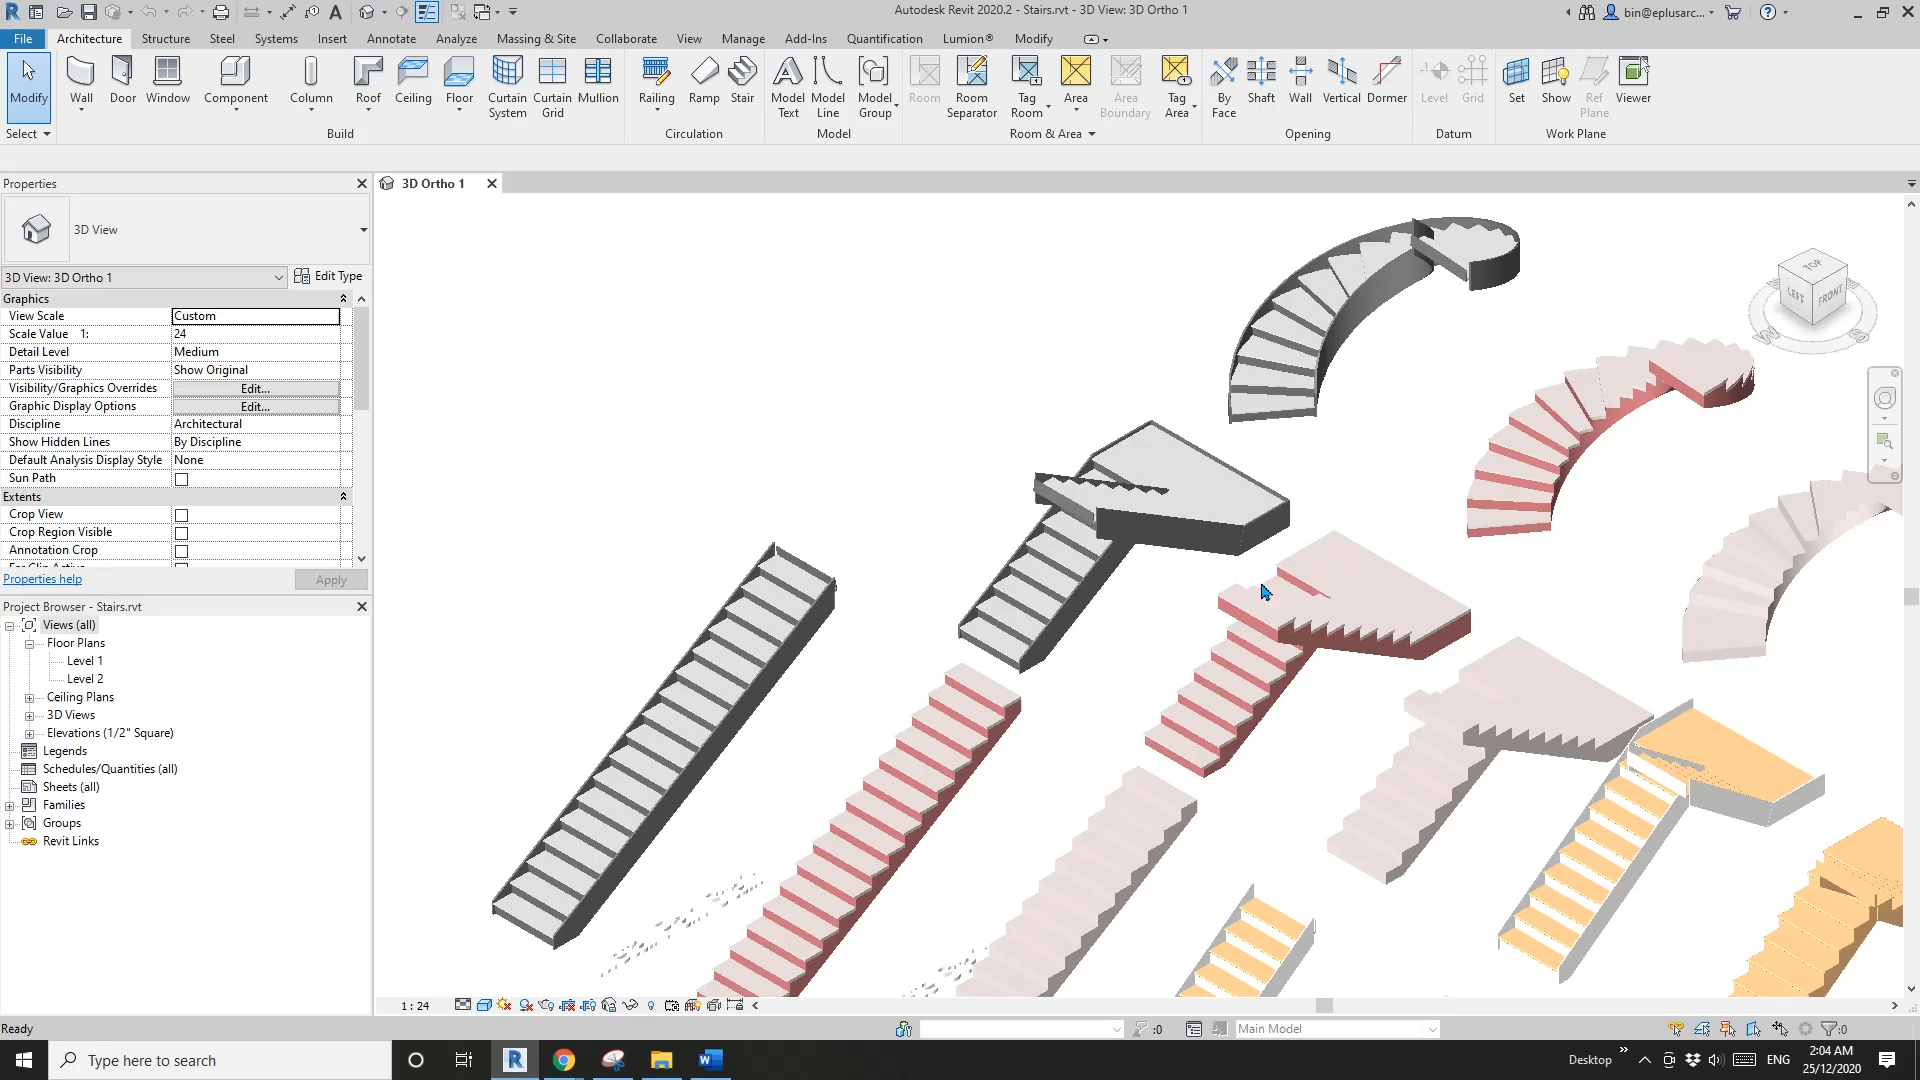 Autodesk Revit 2020.2 - Stairs.rvt - 3D View: 3D Ortho 1
bin@eplusarc...
File Architecture Structure Steel Systems Insert Annotate Analyze Massing & Site Collaborate View Manage Add-Ins Quantification Lumion® Modify
Modify Wall Door Window Component Column Roof Ceiling Floor Curtain System Curtain Grid Mullion Railing Ramp Stair Model Text Model Line Model Group Room Room Separator Tag Room Area Area Boundary Tag Area By Face Shaft Wall Vertical Dormer Level Grid Set Show Ref Plane Viewer
Select Build Circulation Model Room & Area Opening Datum Work Plane
Properties
3D Ortho 1
3D View
3D View: 3D Ortho 1 Edit Type
Graphics
View Scale Custom
Scale Value 1: 24
Detail Level Medium
Parts Visibility Show Original
Visibility/Graphics Overrides Edit...
Graphic Display Options Edit...
Discipline Architectural
Show Hidden Lines By Discipline
Default Analysis Display Style None
Sun Path
Extents
Crop View
Crop Region Visible
Annotation Crop
Properties help Apply
Project Browser - Stairs.rvt
Views (all)
Floor Plans
Level 1
Level 2
Ceiling Plans
3D Views
Elevations (1/2" Square)
Legends
Schedules/Quantities (all)
Sheets (all)
Families
Groups
Revit Links
TOP
LEFT FRONT
W S
1 : 24
Ready :0 Main Model :0
Type here to search
Desktop ENG
2:04 AM
25/12/2020